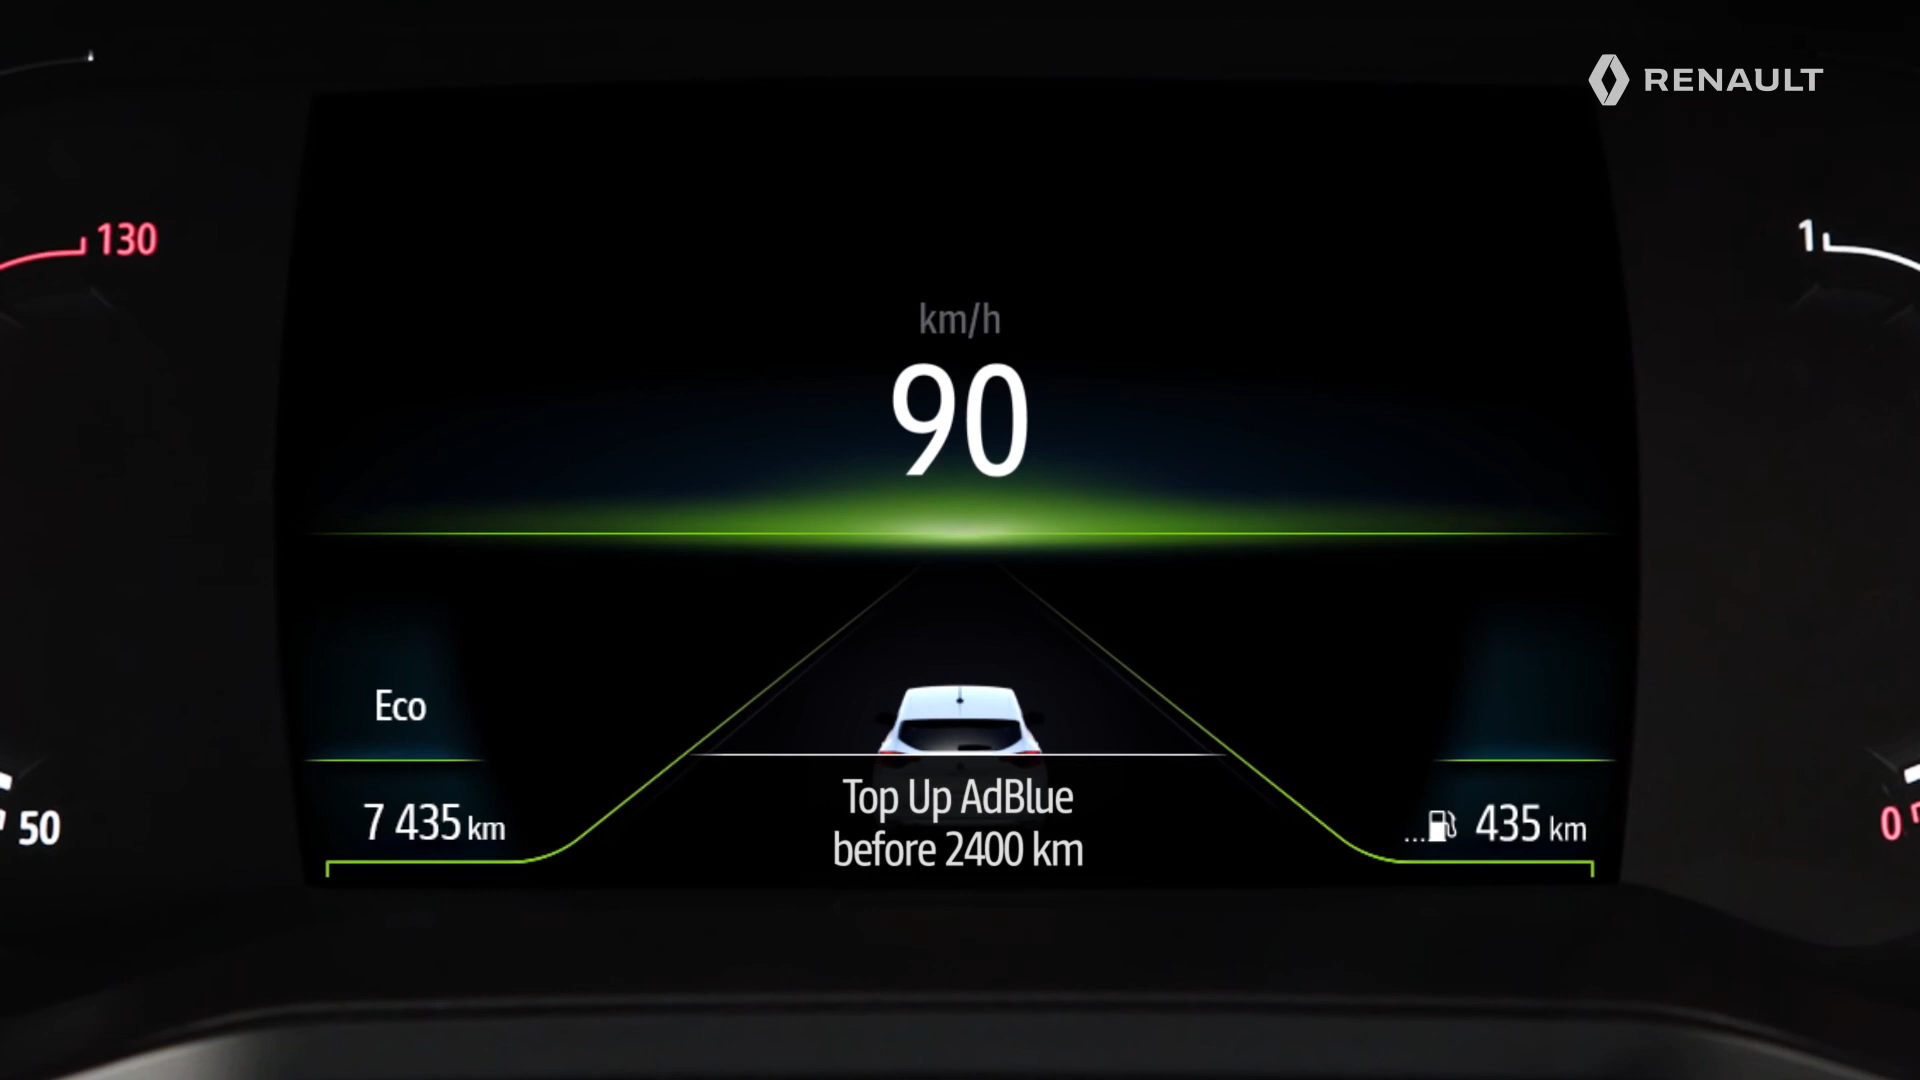 RENAULT
130
1
km/h
90
Eco
7 435 km
Top Up AdBlue
before 2400 km
... 435 km
50
0